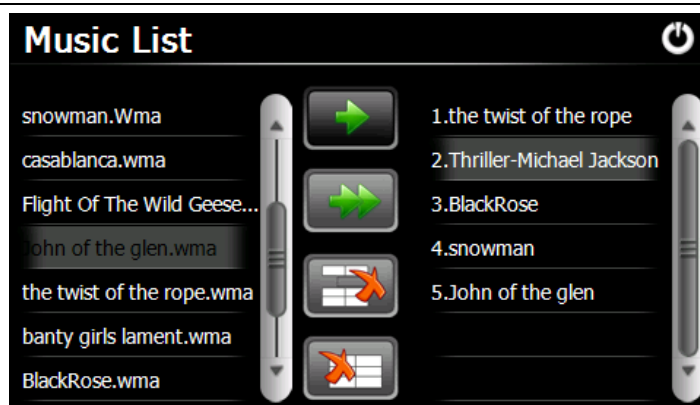 Music List
snowman.Wma
casablanca.wma
Flight Of The Wild Geese...
John of the glen.wma
the twist of the rope.wma
banty girls lament.wma
BlackRose.wma
1.the twist of the rope
2.Thriller-Michael Jackson
3.BlackRose
4.snowman
5.John of the glen